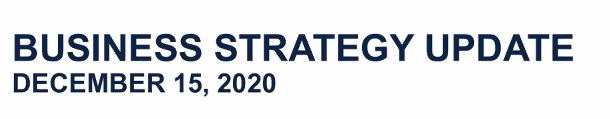 BUSINESS STRATEGY UPDATE
DECEMBER 15, 2020